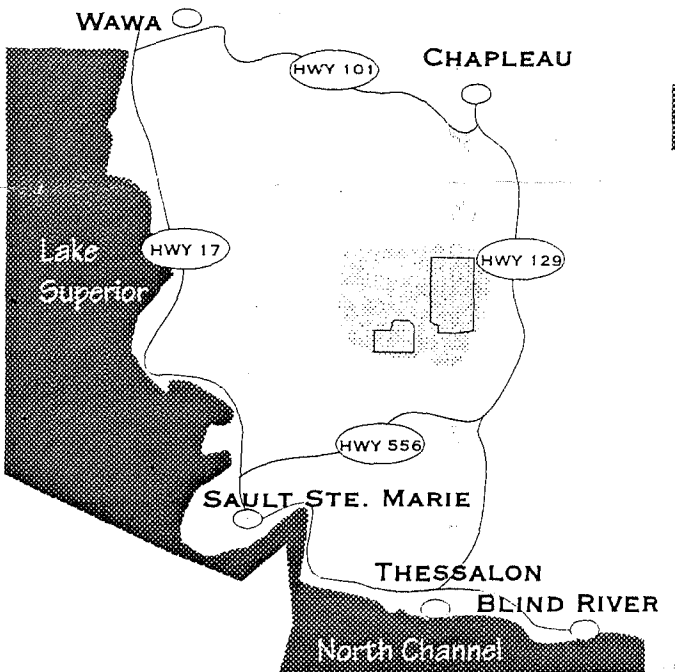 WAWA
HWY 101
CHAPLEAU
Lake
Superior
HWY 17
HWY 129
HWY 556
SAULT STE. MARIE
THESSALON
BLIND RIVER
North Channel